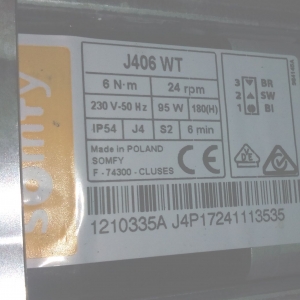 somfy
J406 WT
6 N·m 24 rpm
230 V-50 Hz 95 W 180(H)
IP54 J4 S2 6 min
Made in POLAND
SOMFY
F - 74300 - CLUSES
3 BR
2 SW
1 Bl
CE
1210335A J4P17241113535